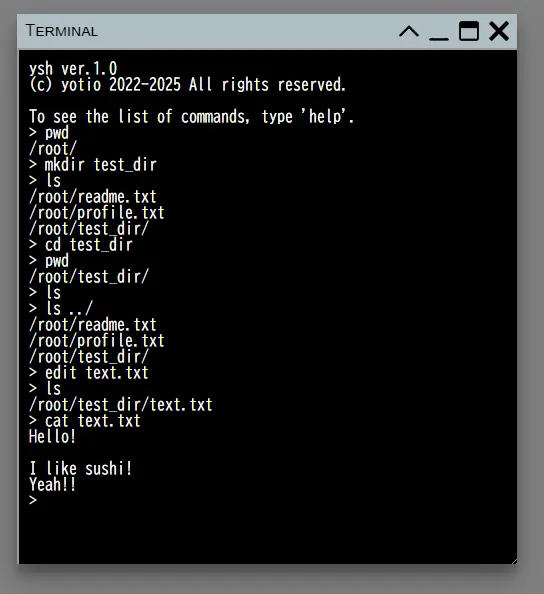 Terminal
ysh ver.1.0
(c) yotio 2022-2025 All rights reserved.
To see the list of commands, type 'help'.
> pwd
/root/
> mkdir test_dir
> ls
/root/readme.txt
/root/profile.txt
/root/test_dir/
> cd test_dir
> pwd
/root/test_dir/
> ls
> ls ../
/root/readme.txt
/root/profile.txt
/root/test_dir/
> edit text.txt
> ls
/root/test_dir/text.txt
> cat text.txt
Hello!
I like sushi!
Yeah!!
>